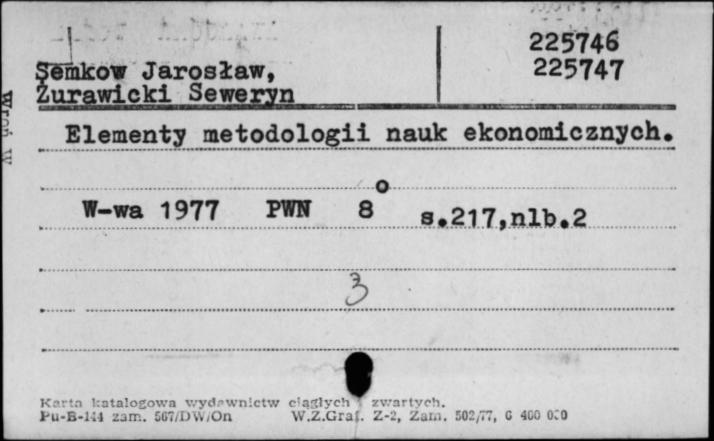 225746
Semkow Jarosław, 225747
Żurawicki Seweryn
Elementy metodologii nauk ekonomicznych.
W-wa 1977 PWN 8° s.217,nlb.2
3
Karta katalogowa wydawnictw ciągłych i zwartych.
Pu-B-144 zam. 567/DW/On W.Z.Graf. Z-2, Zam. 502/77, G 400 000